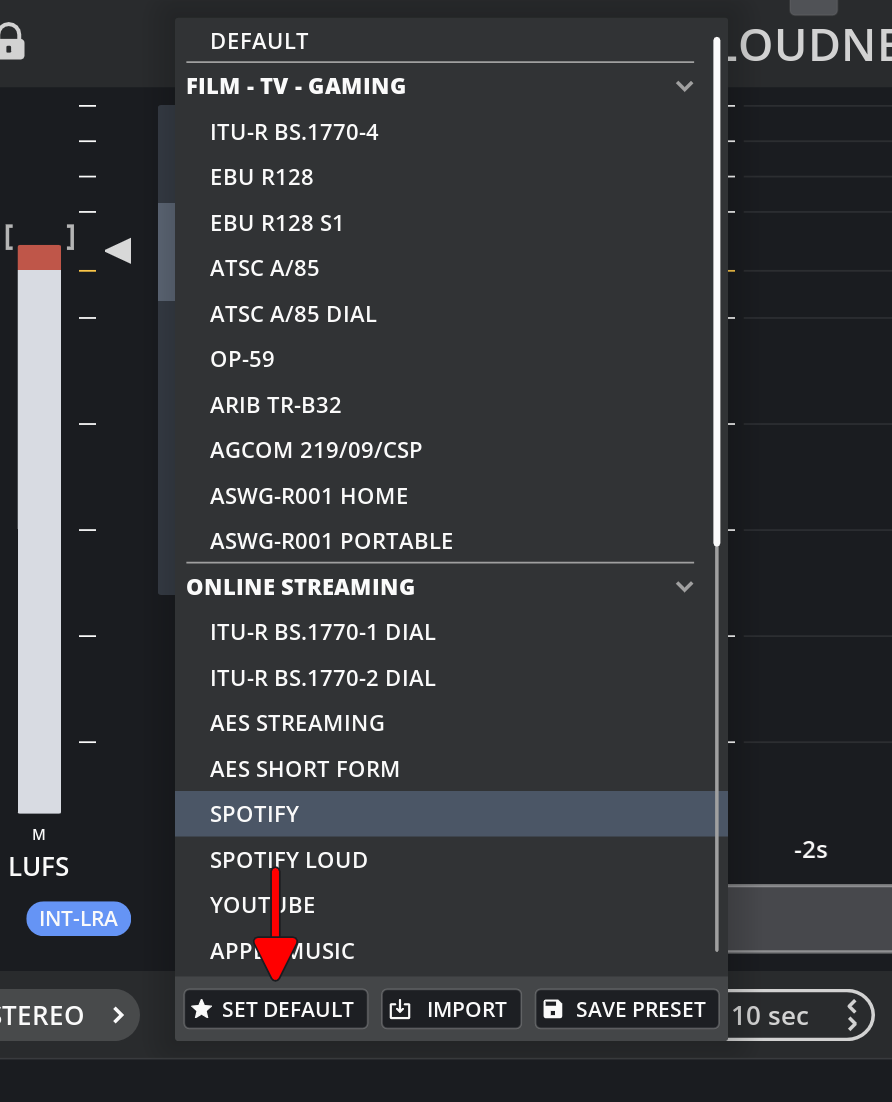 DEFAULT
LOUDNE
FILM - TV - GAMING
ITU-R BS.1770-4
EBU R128
EBU R128 S1
ATSC A/85
ATSC A/85 DIAL
OP-59
ARIB TR-B32
AGCOM 219/09/CSP
ASWG-R001 HOME
ASWG-R001 PORTABLE
ONLINE STREAMING
ITU-R BS.1770-1 DIAL
ITU-R BS.1770-2 DIAL
AES STREAMING
AES SHORT FORM
SPOTIFY
SPOTIFY LOUD
YOUTUBE
APPLE MUSIC
[ ]
M
LUFS
INT-LRA
-2s
STEREO
SET DEFAULT
IMPORT
SAVE PRESET
10 sec